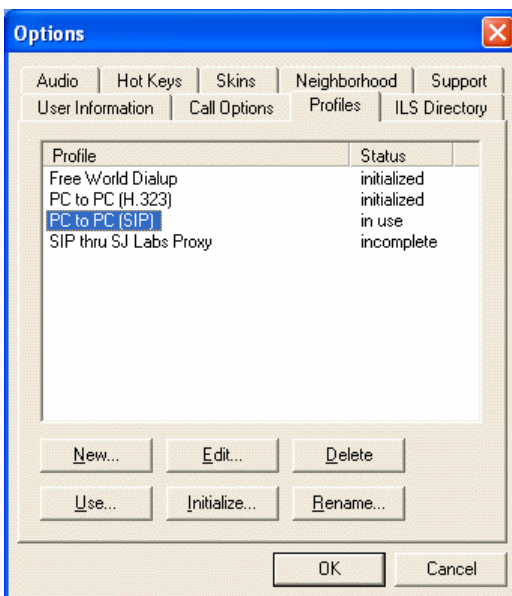 Options
Audio Hot Keys Skins Neighborhood Support
User Information Call Options Profiles ILS Directory
Profile Status
Free World Dialup initialized
PC to PC (H.323) initialized
PC to PC (SIP) in use
SIP thru SJ Labs Proxy incomplete
New... Edit... Delete
Use... Initialize... Rename...
OK Cancel